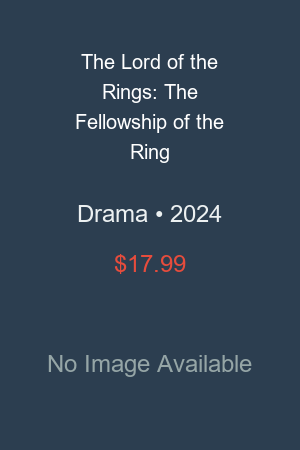 The Lord of the
Rings: The
Fellowship of the
Ring
Drama • 2024
$17.99
No Image Available